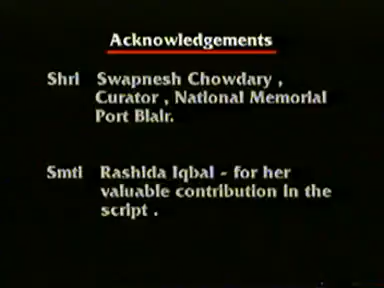 Acknowledgements
Shri Swapnesh Chowdary ,
Curator , National Memorial
Port Blair.
Smti Rashida Iqbal - for her
valuable contribution in the
script .